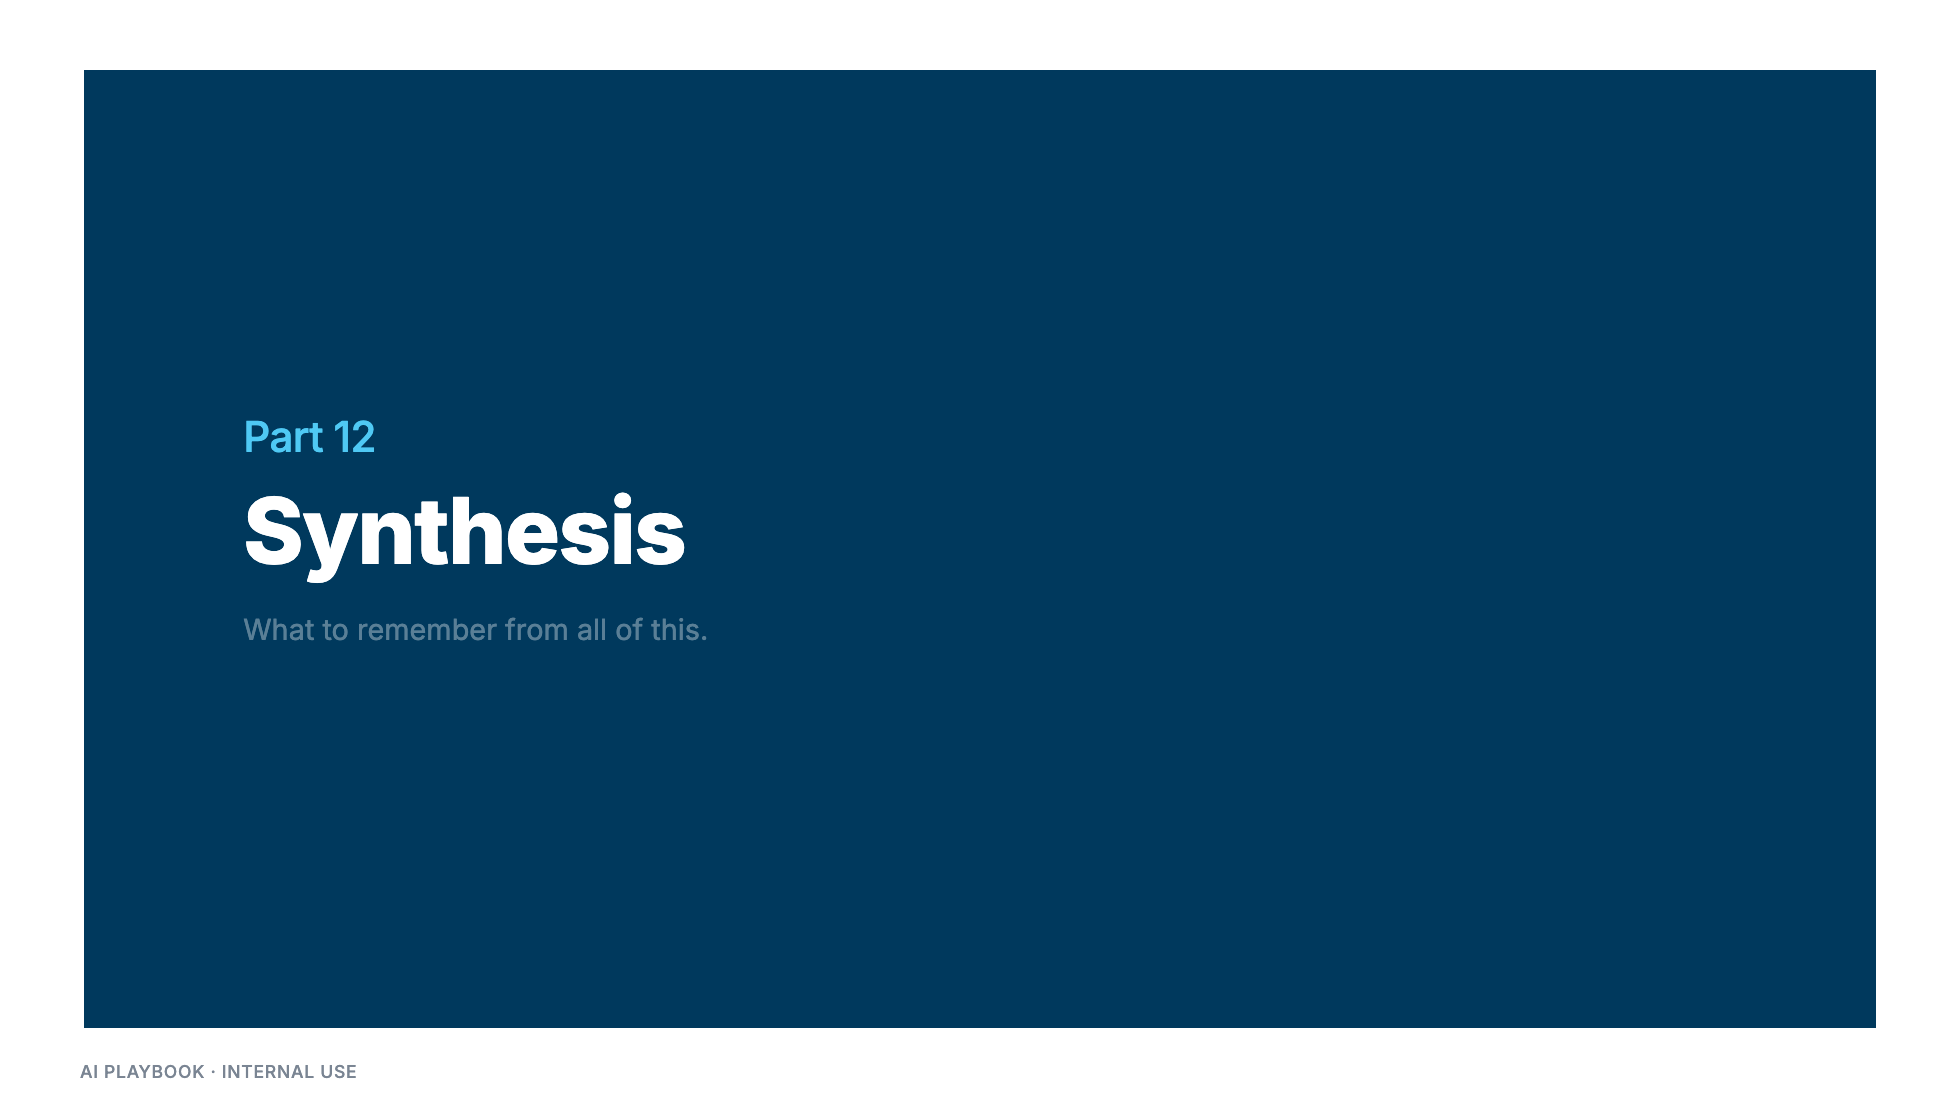 Part 12
Synthesis
What to remember from all of this.
AI PLAYBOOK · INTERNAL USE